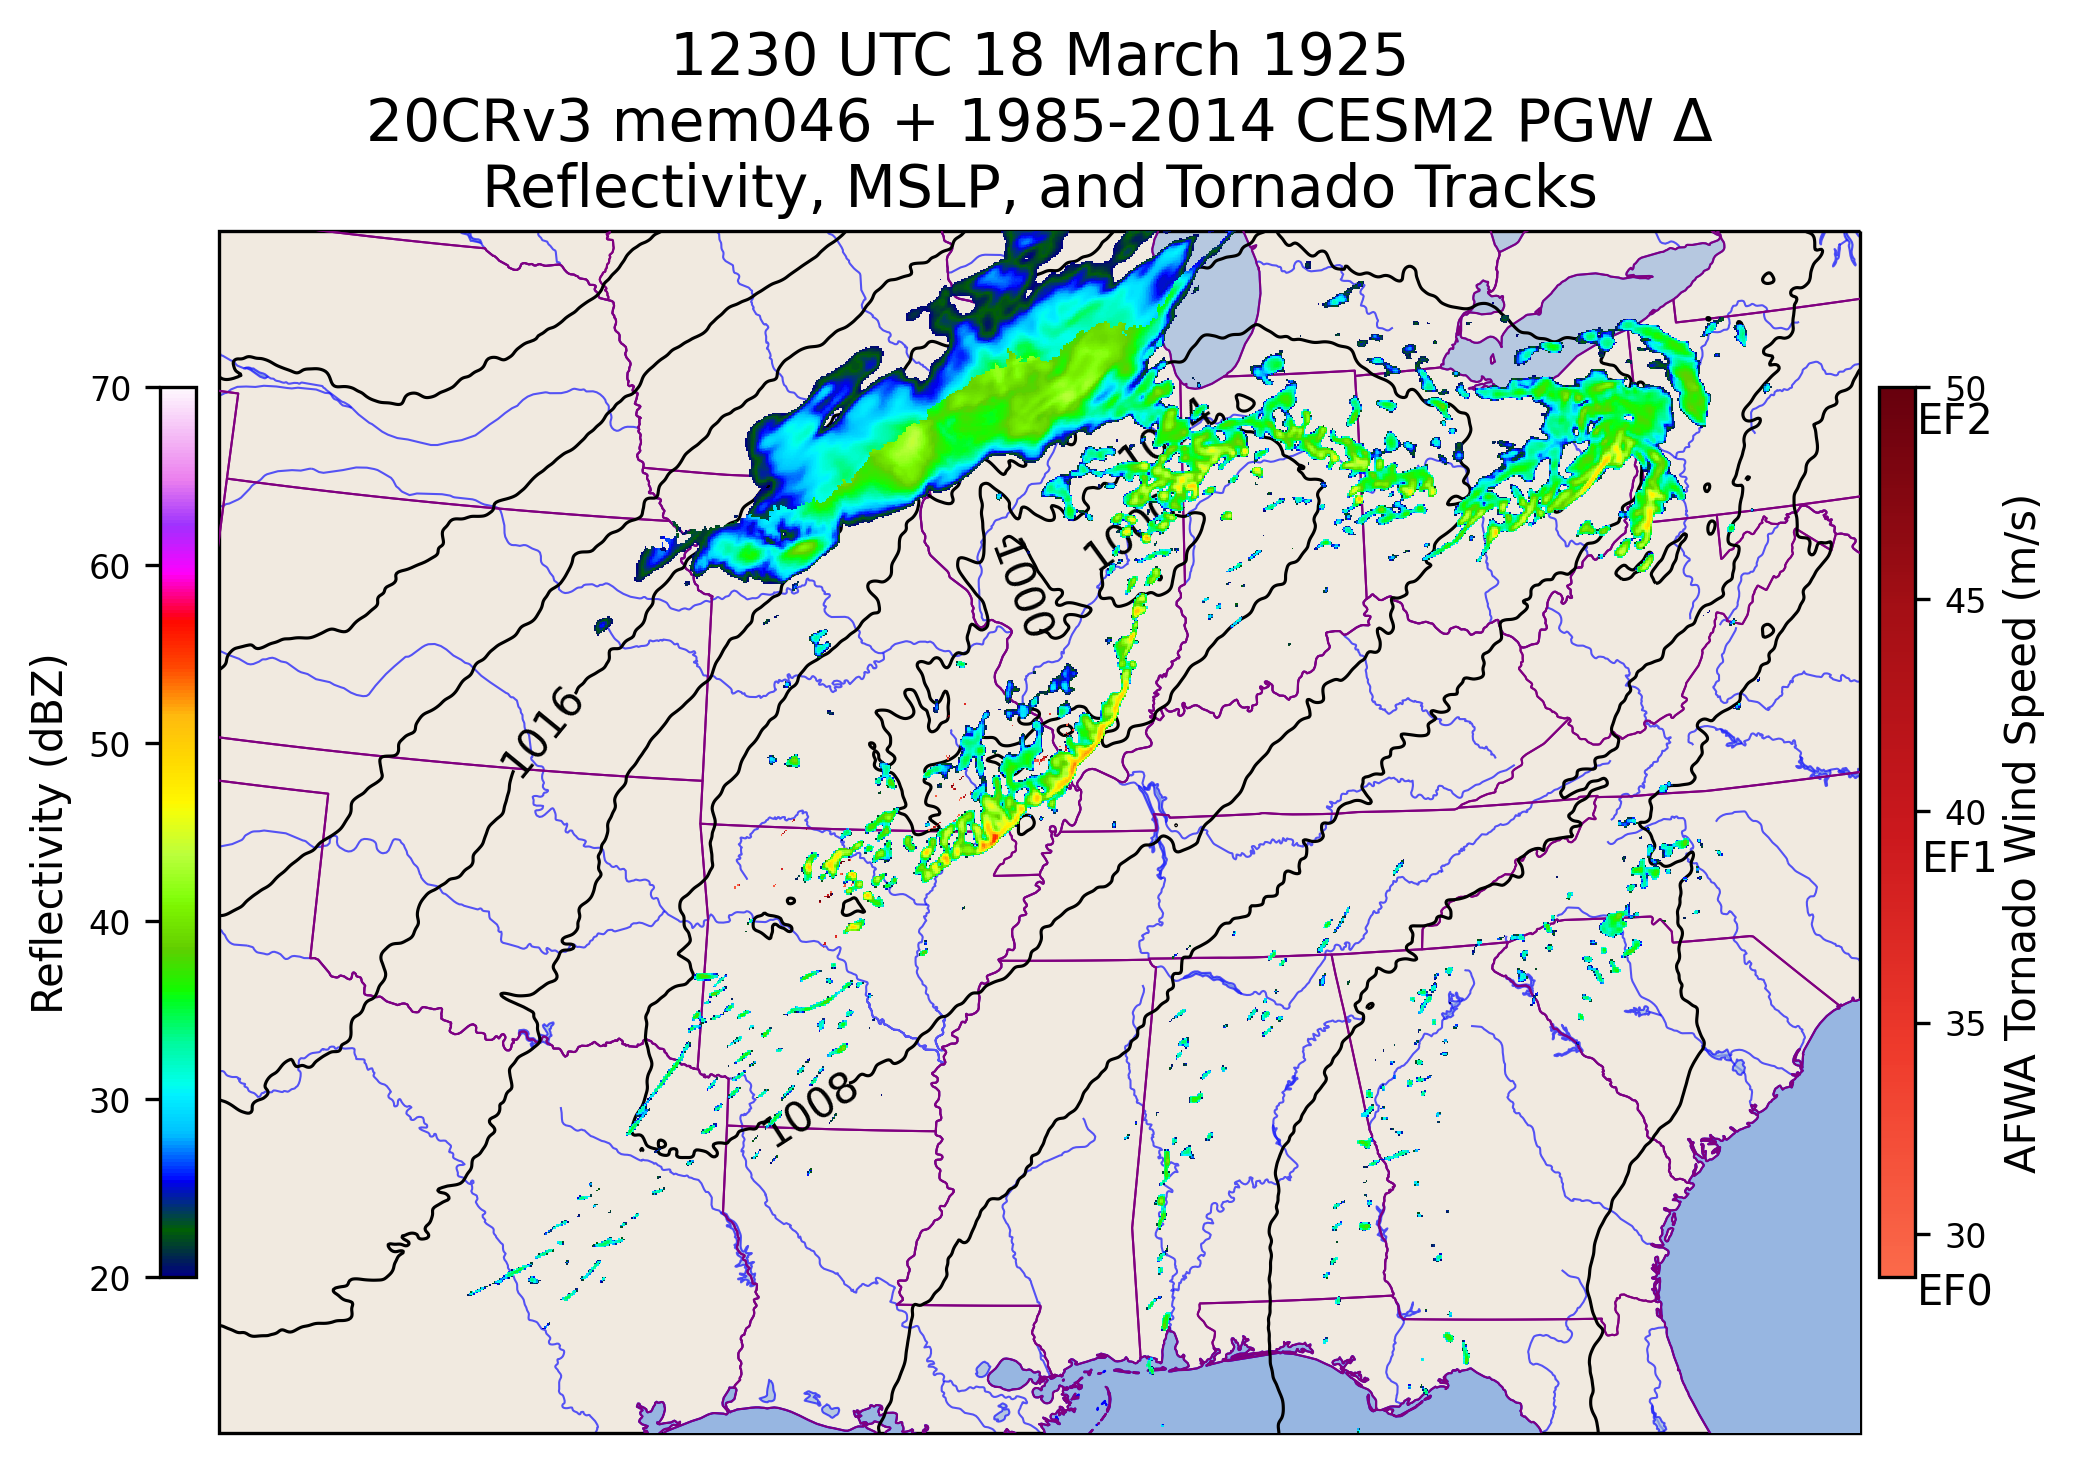 1230 UTC 18 March 1925
20CRv3 mem046 + 1985-2014 CESM2 PGW Δ
Reflectivity, MSLP, and Tornado Tracks
70
60
50
40
30
20
Reflectivity (dBZ)
1016
1000
1008
50
EF2
45
40
EF1
35
30
EF0
AFWA Tornado Wind Speed (m/s)